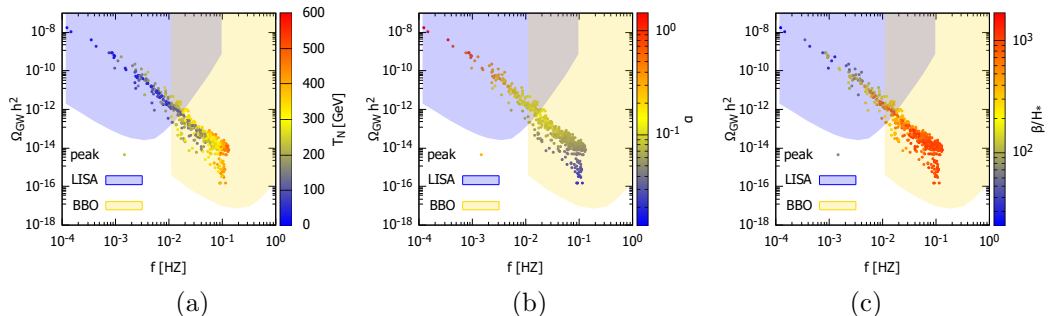 10^-8
10^-10
10^-12
10^-14
10^-16
10^-18
Ω_GW h^2
peak
LISA
BBO
10^-4
10^-3
10^-2
10^-1
10^0
f [HZ]
600
500
400
300
200
100
0
T_N [GeV]
(a)
10^-8
10^-10
10^-12
10^-14
10^-16
10^-18
Ω_GW h^2
peak
LISA
BBO
10^-4
10^-3
10^-2
10^-1
10^0
f [HZ]
10^0
10^-1
α
(b)
10^-8
10^-10
10^-12
10^-14
10^-16
10^-18
Ω_GW h^2
peak
LISA
BBO
10^-4
10^-3
10^-2
10^-1
10^0
f [HZ]
10^3
10^2
β/H*
(c)